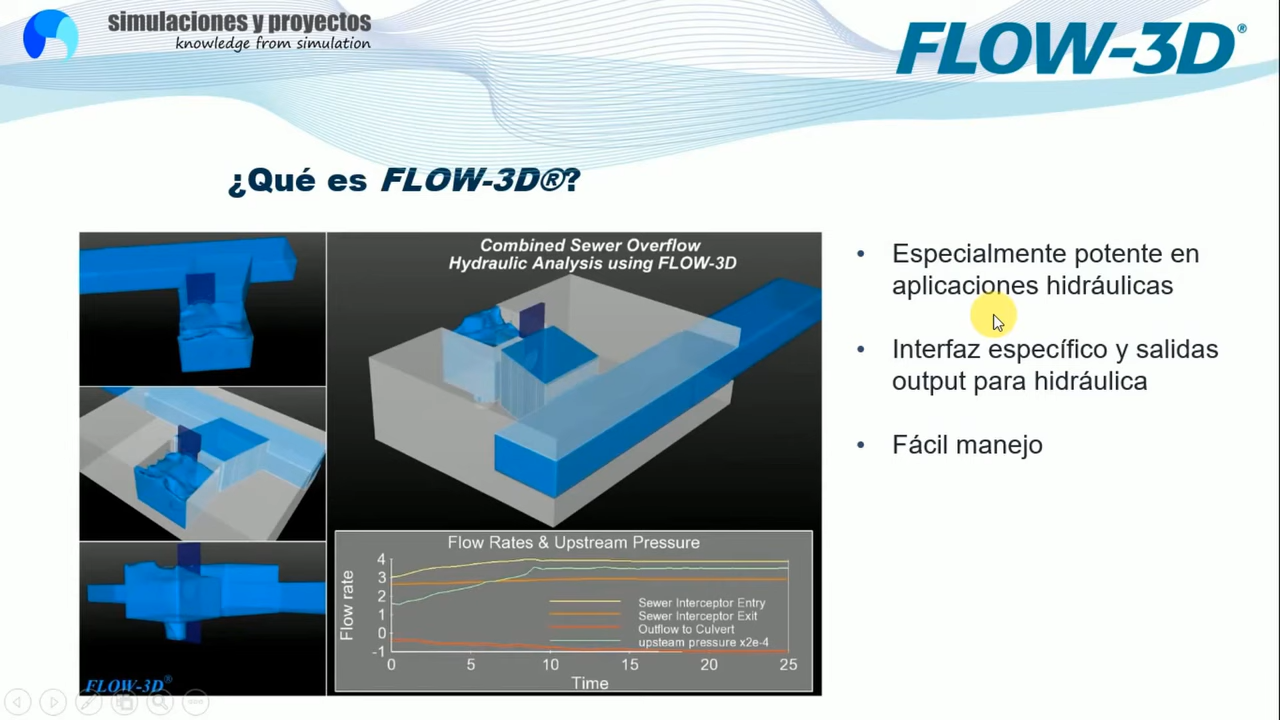 simulaciones y proyectos
knowledge from simulation
FLOW-3D®
¿Qué es FLOW-3D®?
Combined Sewer Overflow
Hydraulic Analysis using FLOW-3D
FLOW-3D®
Flow Rates & Upstream Pressure
Flow rate
4
3
2
1
0
-1
0 5 10 15 20 25
Time
Sewer Interceptor Entry
Sewer Interceptor Exit
Outflow to Culvert
upsteam pressure x2e-4
• Especialmente potente en
aplicaciones hidráulicas
• Interfaz específico y salidas
output para hidráulica
• Fácil manejo